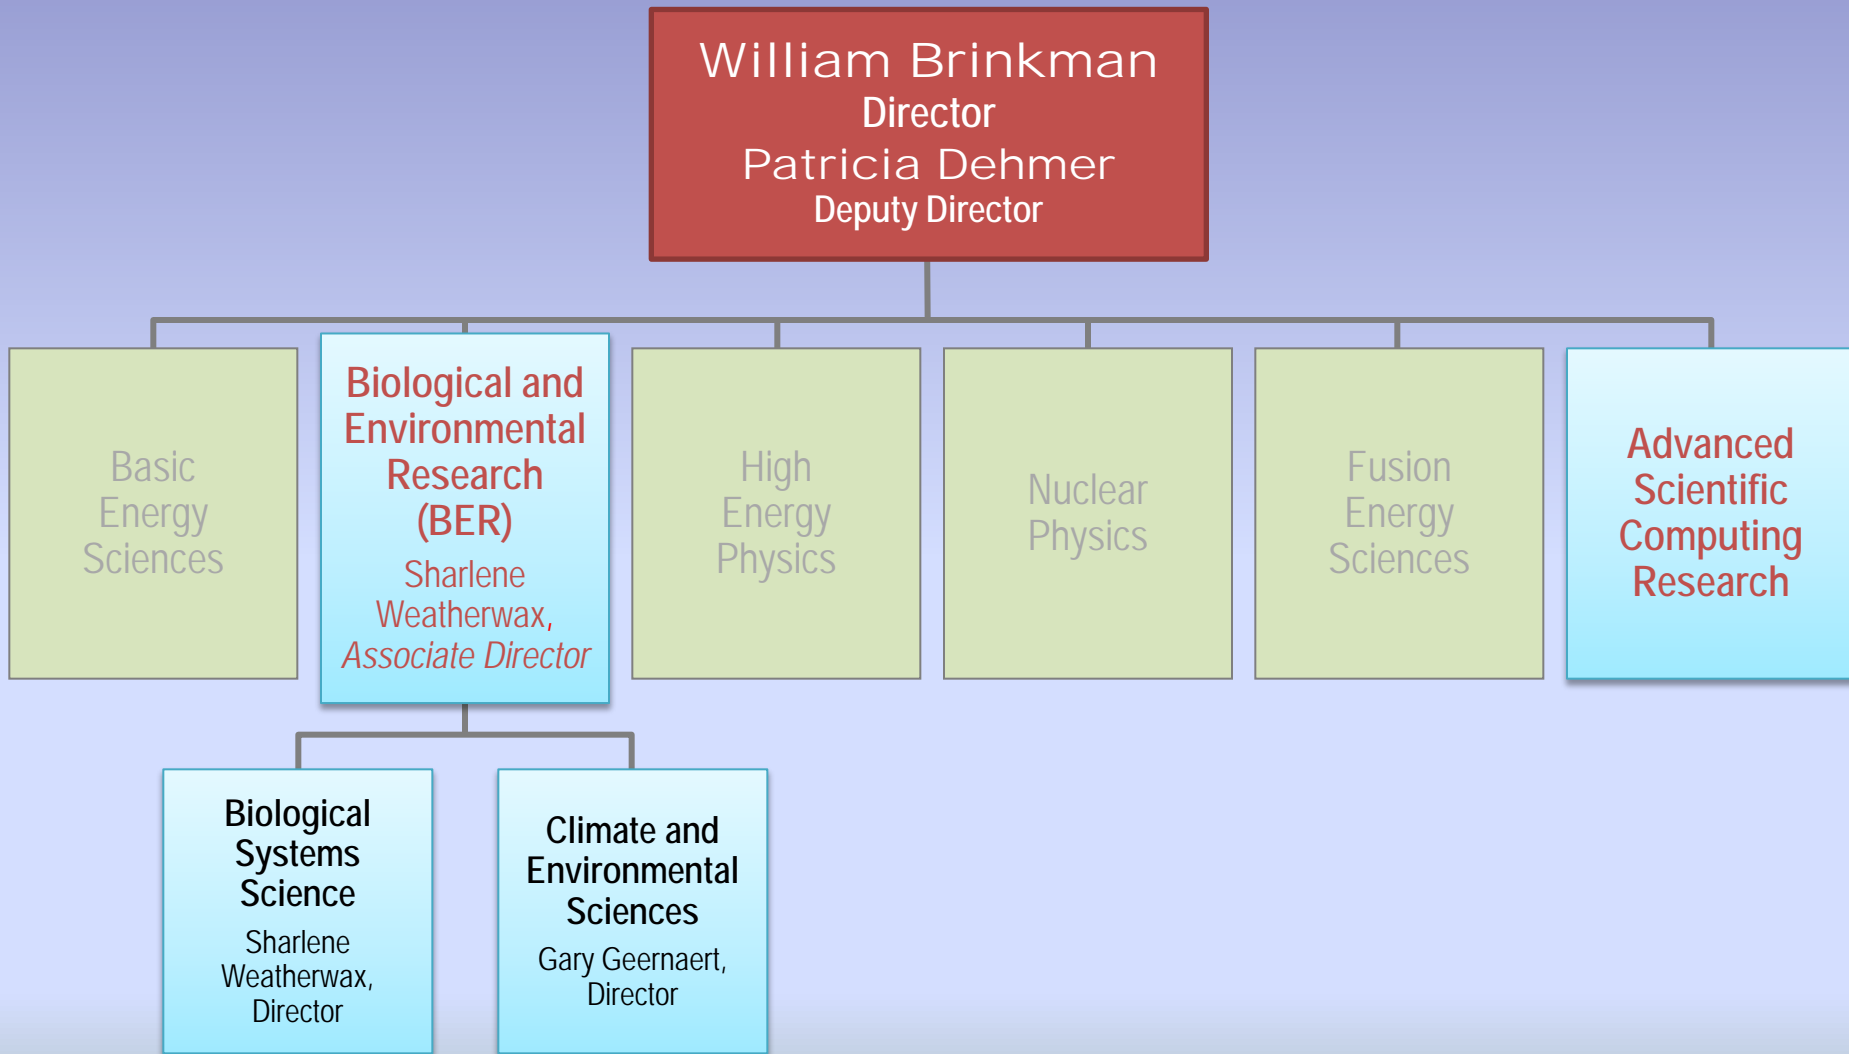 William Brinkman
Director
Patricia Dehmer
Deputy Director
Basic
Energy
Sciences
Biological and
Environmental
Research
(BER)
Sharlene
Weatherwax,
Associate Director
High
Energy
Physics
Nuclear
Physics
Fusion
Energy
Sciences
Advanced
Scientific
Computing
Research
Biological
Systems
Science
Sharlene
Weatherwax,
Director
Climate and
Environmental
Sciences
Gary Geernaert,
Director